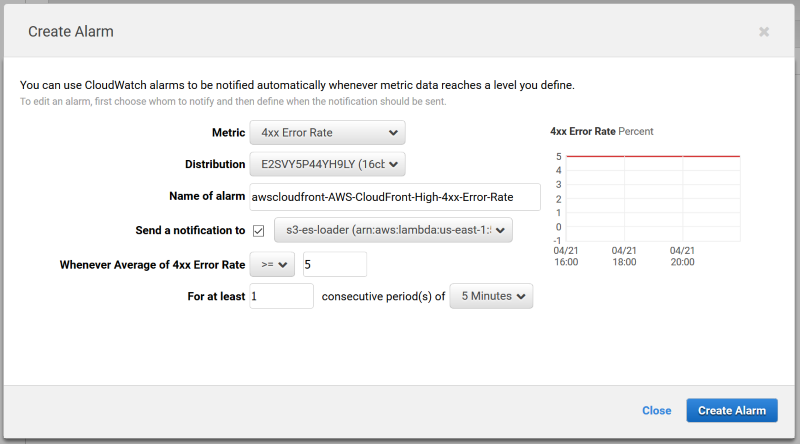 Create Alarm
You can use CloudWatch alarms to be notified automatically whenever metric data reaches a level you define.
To edit an alarm, first choose whom to notify and then define when the notification should be sent.
Metric 4xx Error Rate
Distribution E2SVY5P44YH9LY (16cb
Name of alarm awscloudfront-AWS-CloudFront-High-4xx-Error-Rate
Send a notification to s3-es-loader (arn:aws:lambda:us-east-1:
Whenever Average of 4xx Error Rate >= 5
For at least 1 consecutive period(s) of 5 Minutes
4xx Error Rate Percent
5
4
3
2
1
0
-1
04/21 04/21 04/21
16:00 18:00 20:00
Close Create Alarm